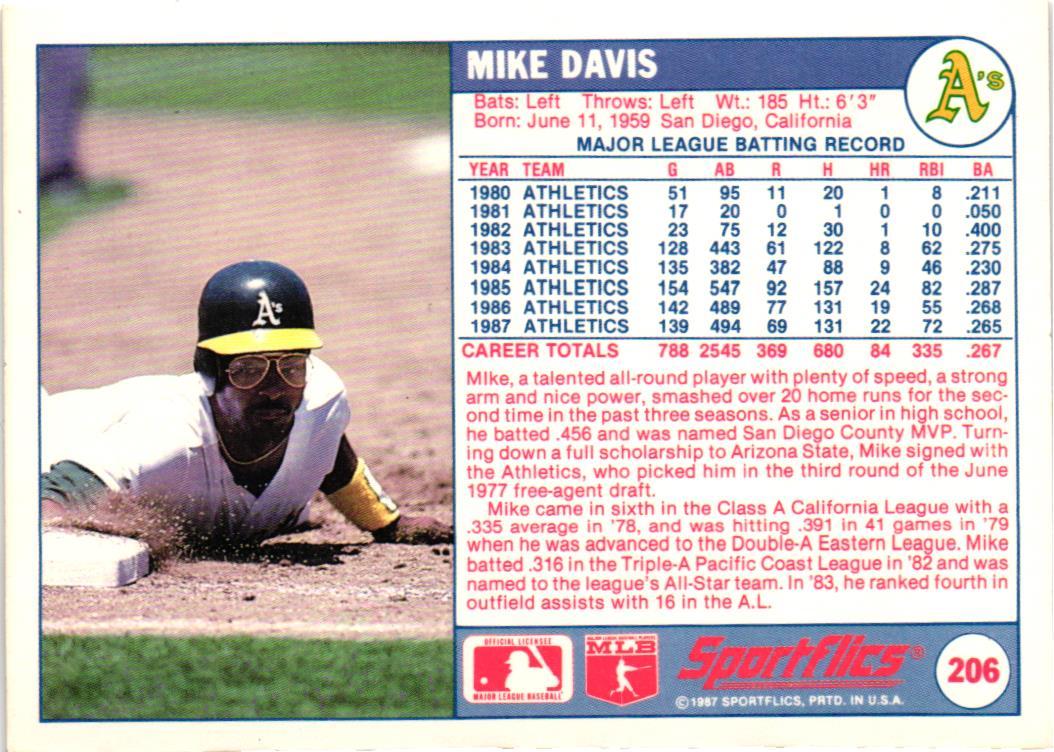 MIKE DAVIS
A's
Bats: Left Throws: Left Wt.: 185 Ht.: 6'3"
Born: June 11, 1959 San Diego, California
MAJOR LEAGUE BATTING RECORD
YEAR TEAM G AB R H HR RBI BA
1980 ATHLETICS 51 95 11 20 1 8 .211
1981 ATHLETICS 17 20 0 1 0 0 .050
1982 ATHLETICS 23 75 12 30 1 10 .400
1983 ATHLETICS 128 443 61 122 8 62 .275
1984 ATHLETICS 135 382 47 88 9 46 .230
1985 ATHLETICS 154 547 92 157 24 82 .287
1986 ATHLETICS 142 489 77 131 19 55 .268
1987 ATHLETICS 139 494 69 131 22 72 .265
CAREER TOTALS 788 2545 369 680 84 335 .267
MIke, a talented all-round player with plenty of speed, a strong
arm and nice power, smashed over 20 home runs for the sec-
ond time in the past three seasons. As a senior in high school,
he batted .456 and was named San Diego County MVP. Turn-
ing down a full scholarship to Arizona State, Mike signed with
the Athletics, who picked him in the third round of the June
1977 free-agent draft.
Mike came in sixth in the Class A California League with a
.335 average in '78, and was hitting .391 in 41 games in '79
when he was advanced to the Double-A Eastern League. Mike
batted .316 in the Triple-A Pacific Coast League in '82 and was
named to the league's All-Star team. In '83, he ranked fourth in
outfield assists with 16 in the A.L.
A's
OFFICIAL LICENSEE
MAJOR LEAGUE BASEBALL
MAJOR LEAGUE BASEBALL PLAYERS
MLB
Sportflics®
©1987 SPORTFLICS, PRTD. IN U.S.A.
206